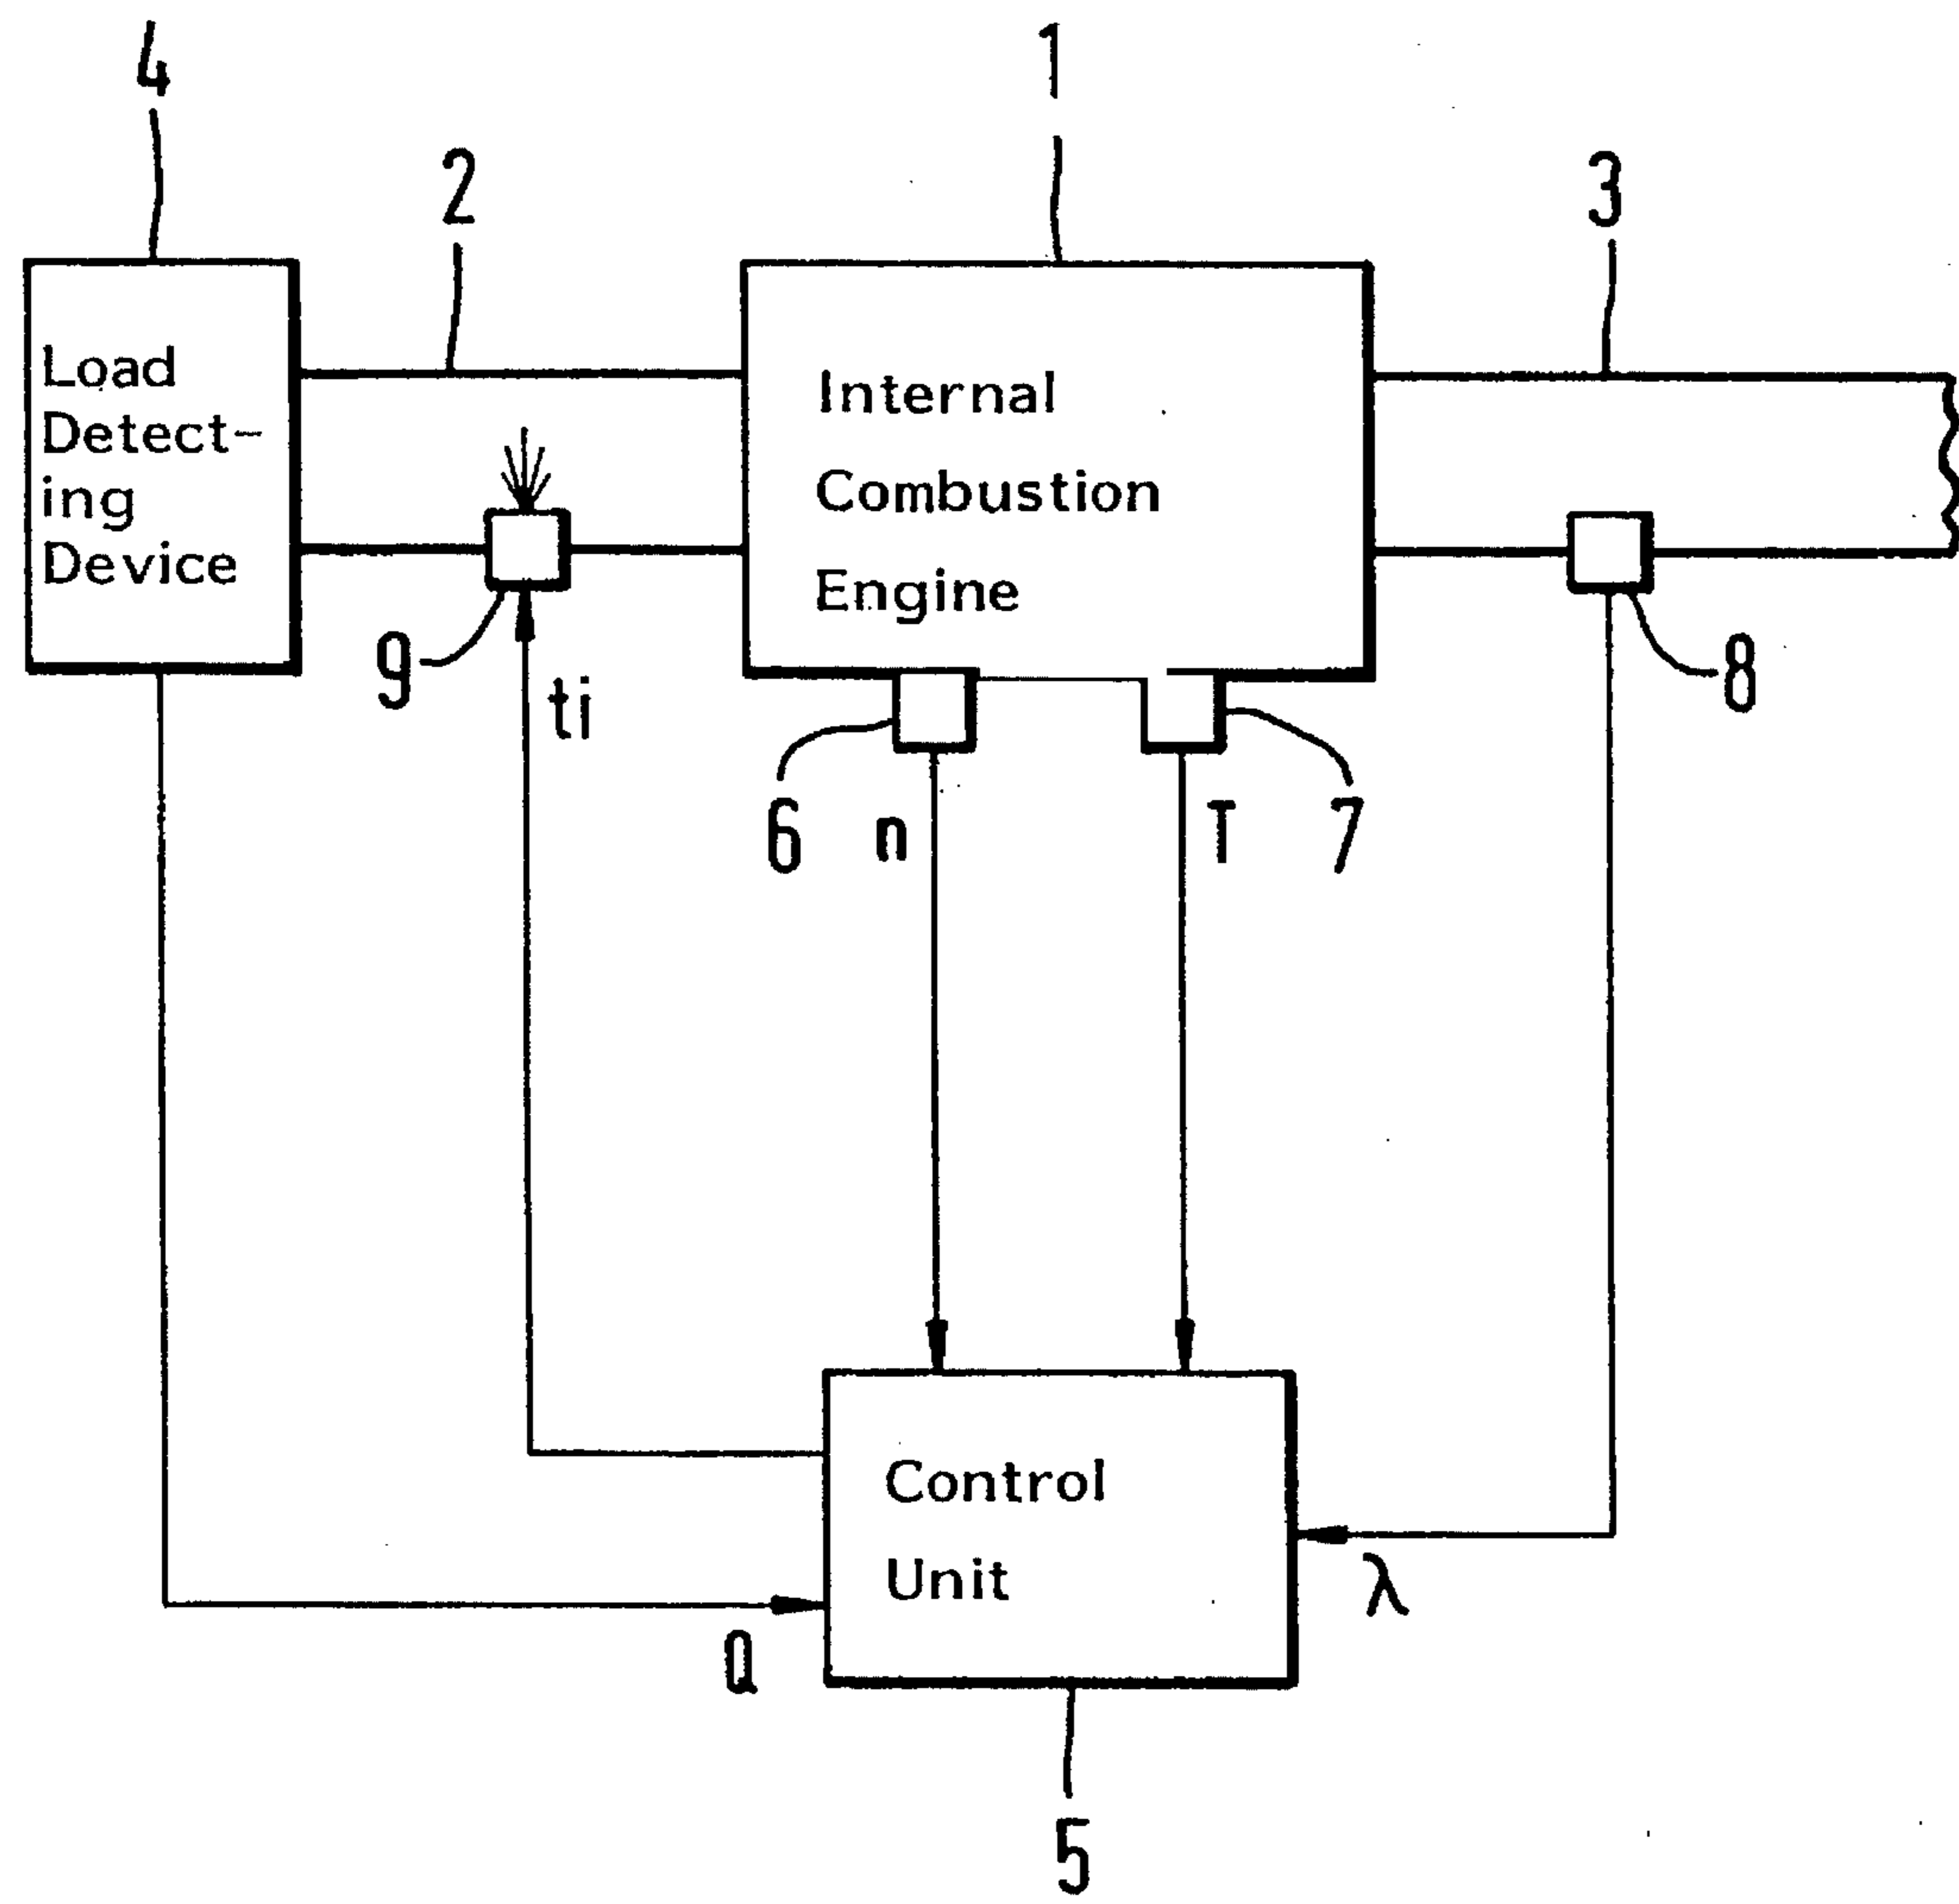 4
1
2
3
Load
Detect-
ing
Device
Internal
Combustion
Engine
9
ti
8
6
n
T
7
Control
Unit
λ
Q
5